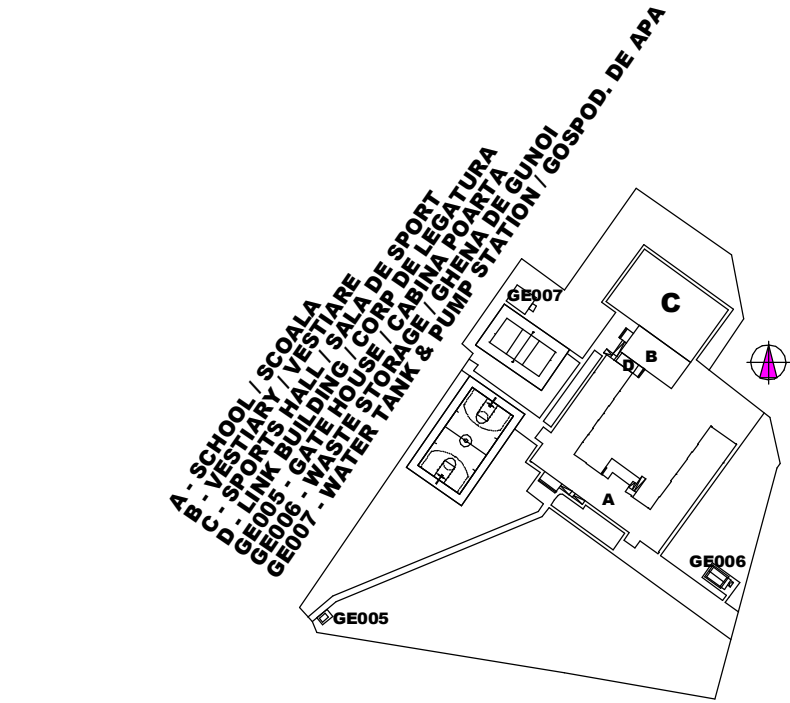 A - SCHOOL / SCOALA
B - VESTIARY / VESTIARE
C - SPORTS HALL / SALA DE SPORT
D - LINK BUILDING / CORP DE LEGATURA
GE005 - GATE HOUSE / CABINA POARTA
GE006 - WASTE STORAGE / GHENA DE GUNOI
GE007 - WATER TANK & PUMP STATION / GOSPOD. DE APA
GE007
C
B
D
A
GE006
GE005